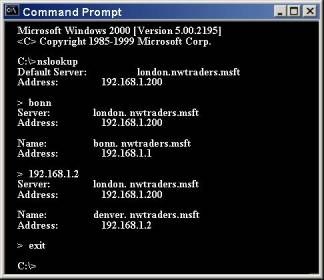 Command Prompt
Microsoft Windows 2000 [Version 5.00.2195]
<C> Copyright 1985-1999 Microsoft Corp.
C:\>nslookup
Default Server: london.nwtraders.msft
Address: 192.168.1.200
> bonn
Server: london. nwtraders.msft
Address: 192.168.1.200
Name: bonn. nwtraders.msft
Address: 192.168.1.1
> 192.168.1.2
Server: london. nwtraders.msft
Address: 192.168.1.200
Name: denver. nwtraders.msft
Address: 192.168.1.2
> exit
C:\>